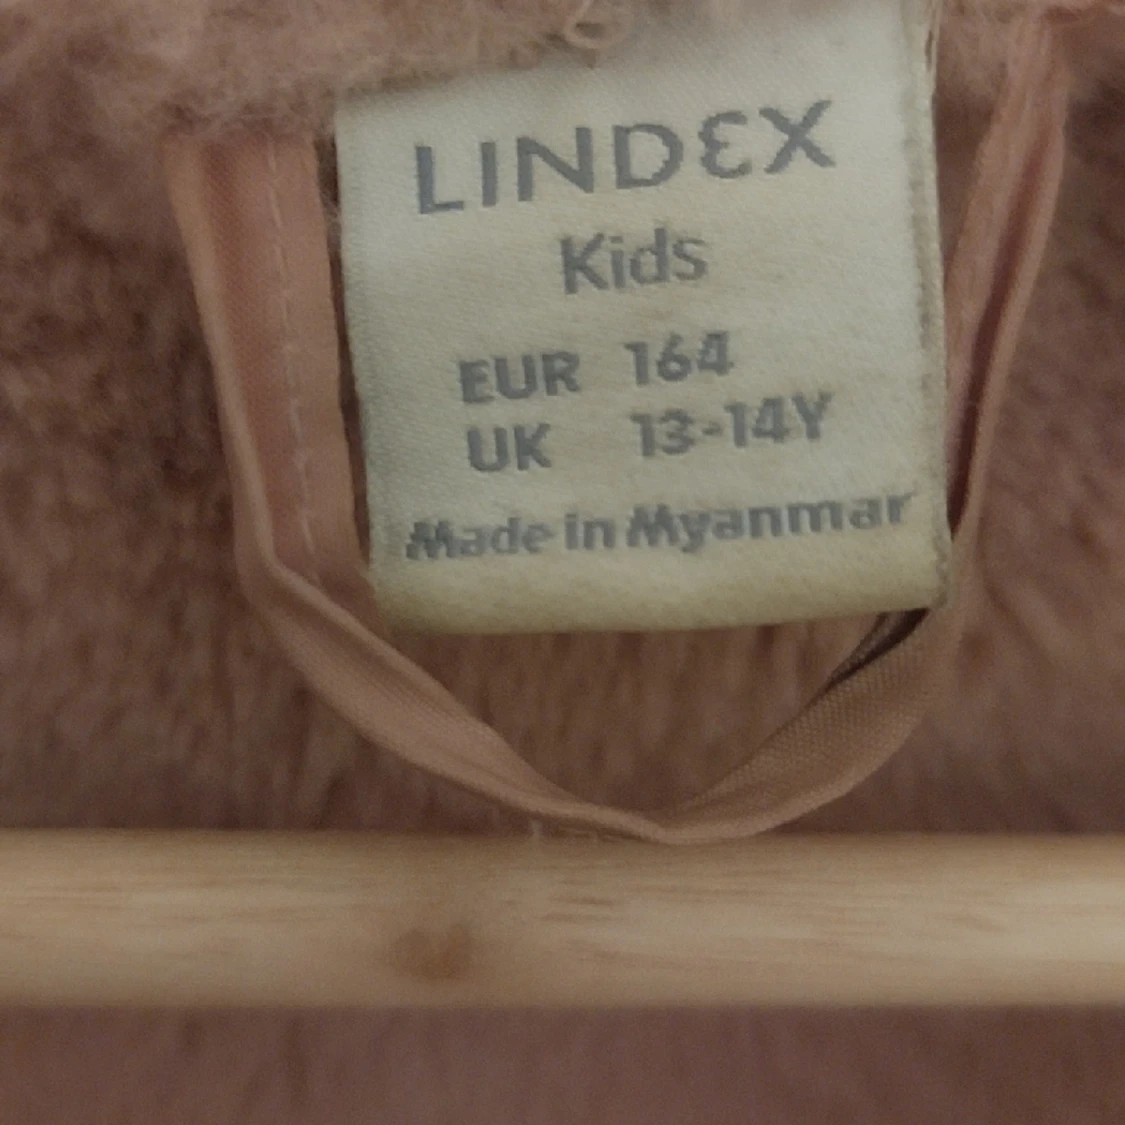 LINDEX
Kids
EUR 164
UK 13-14Y
Made in Myanmar